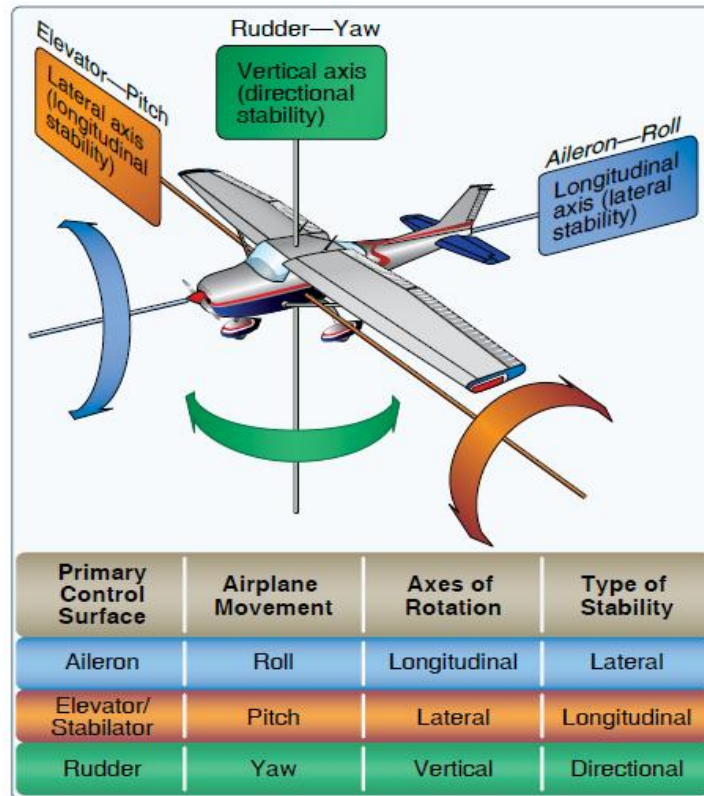 Rudder—Yaw
Vertical axis
(directional
stability)
Elevator—Pitch
Lateral axis
(longitudinal
stability)
Aileron—Roll
Longitudinal
axis (lateral
stability)
Primary
Control
Surface
Airplane
Movement
Axes of
Rotation
Type of
Stability
Aileron
Roll
Longitudinal
Lateral
Elevator/
Stabilator
Pitch
Lateral
Longitudinal
Rudder
Yaw
Vertical
Directional